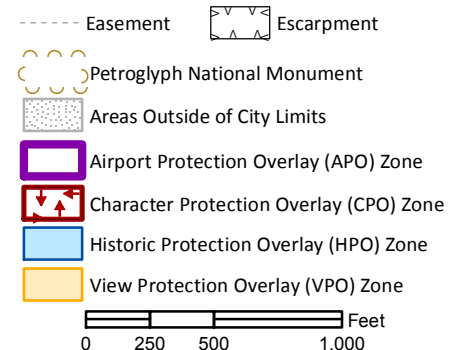 Easement Escarpment
Petroglyph National Monument
Areas Outside of City Limits
Airport Protection Overlay (APO) Zone
Character Protection Overlay (CPO) Zone
Historic Protection Overlay (HPO) Zone
View Protection Overlay (VPO) Zone
Feet
0 250 500 1,000